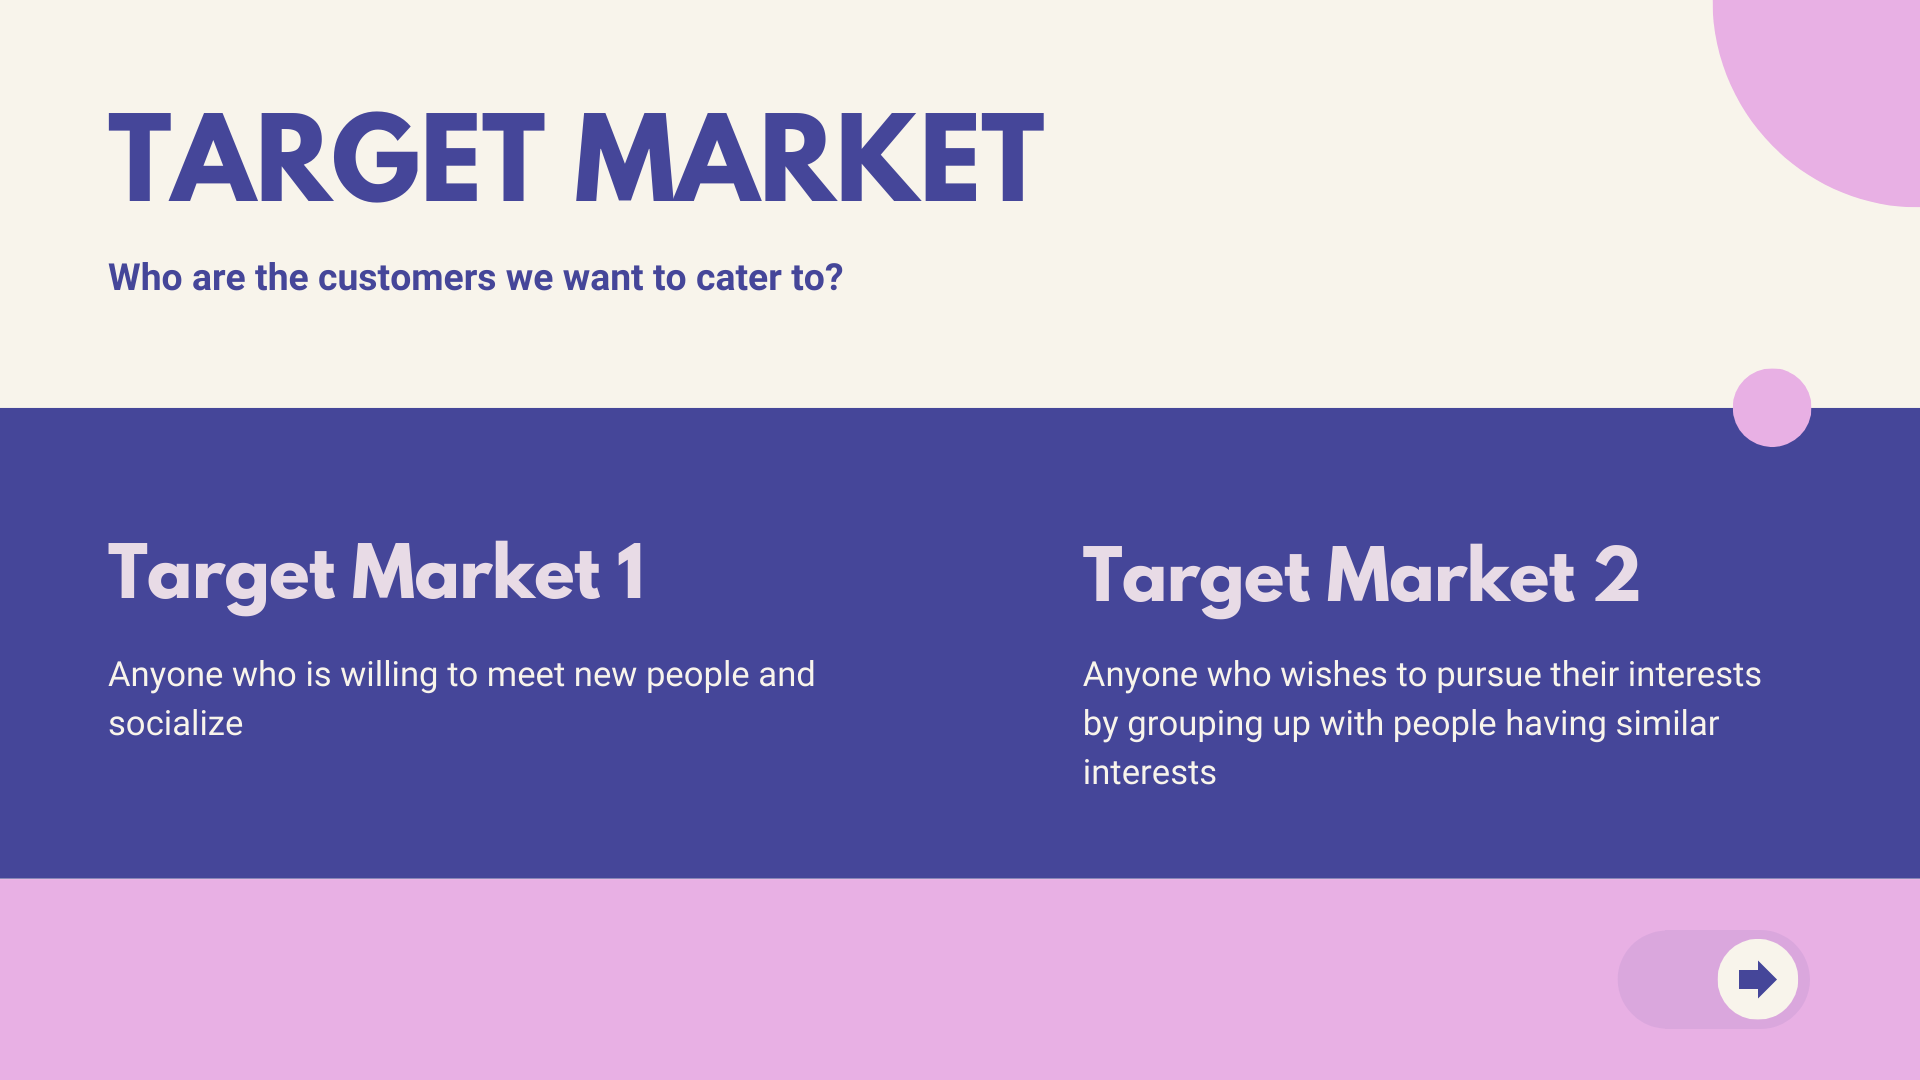 TARGET MARKET
Who are the customers we want to cater to?
Target Market 1
Anyone who is willing to meet new people and
socialize
Target Market 2
Anyone who wishes to pursue their interests
by grouping up with people having similar
interests